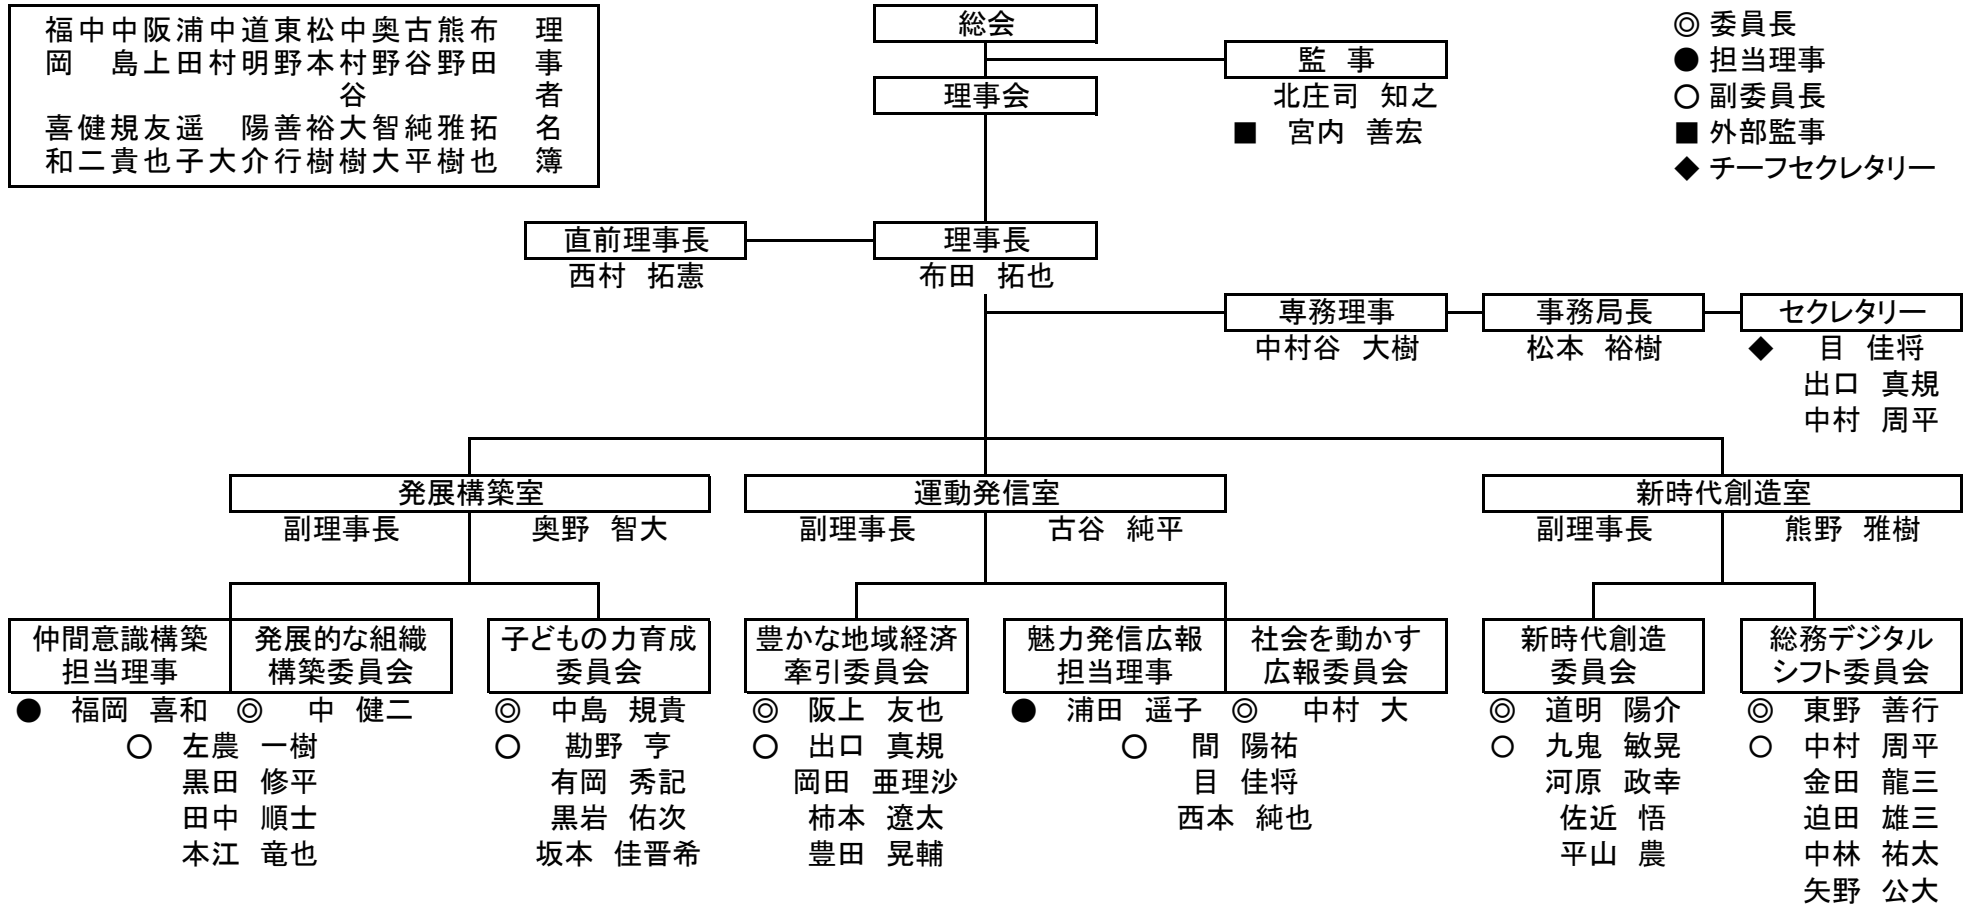 理事者名簿
布田 拓也
熊野 雅樹
古谷 純平
奥野 智大
中村谷 大樹
松本 裕樹
東野 善行
道明 陽介
中村 大
浦田 遥子
阪上 友也
中島 規貴
中 健二
福岡 喜和
総会
監 事
北庄司 知之
■ 宮内 善宏
理事会
◎ 委員長
● 担当理事
○ 副委員長
■ 外部監事
◆ チーフセクレタリー
直前理事長
西村 拓憲
理事長
布田 拓也
専務理事
中村谷 大樹
事務局長
松本 裕樹
セクレタリー
◆ 目 佳将
出口 真規
中村 周平
発展構築室
副理事長 奥野 智大
運動発信室
副理事長 古谷 純平
新時代創造室
副理事長 熊野 雅樹
仲間意識構築
担当理事
● 福岡 喜和
発展的な組織
構築委員会
◎ 中 健二
○ 左農 一樹
黒田 修平
田中 順士
本江 竜也
子どもの力育成
委員会
◎ 中島 規貴
○ 勘野 亨
有岡 秀記
黒岩 佑次
坂本 佳晋希
豊かな地域経済
牽引委員会
◎ 阪上 友也
○ 出口 真規
岡田 亜理沙
柿本 遼太
豊田 晃輔
魅力発信広報
担当理事
● 浦田 遥子
社会を動かす
広報委員会
◎ 中村 大
○ 間 陽祐
目 佳将
西本 純也
新時代創造
委員会
◎ 道明 陽介
○ 九鬼 敏晃
河原 政幸
佐近 悟
平山 農
総務デジタル
シフト委員会
◎ 東野 善行
○ 中村 周平
金田 龍三
迫田 雄三
中林 祐太
矢野 公大